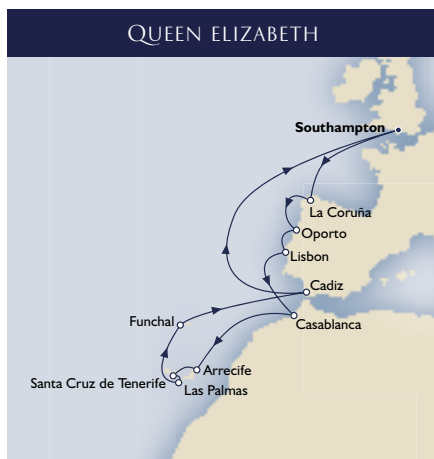 QUEEN ELIZABETH
Southampton
La Coruña
Oporto
Lisbon
Cadiz
Funchal
Casablanca
Arrecife
Santa Cruz de Tenerife
Las Palmas